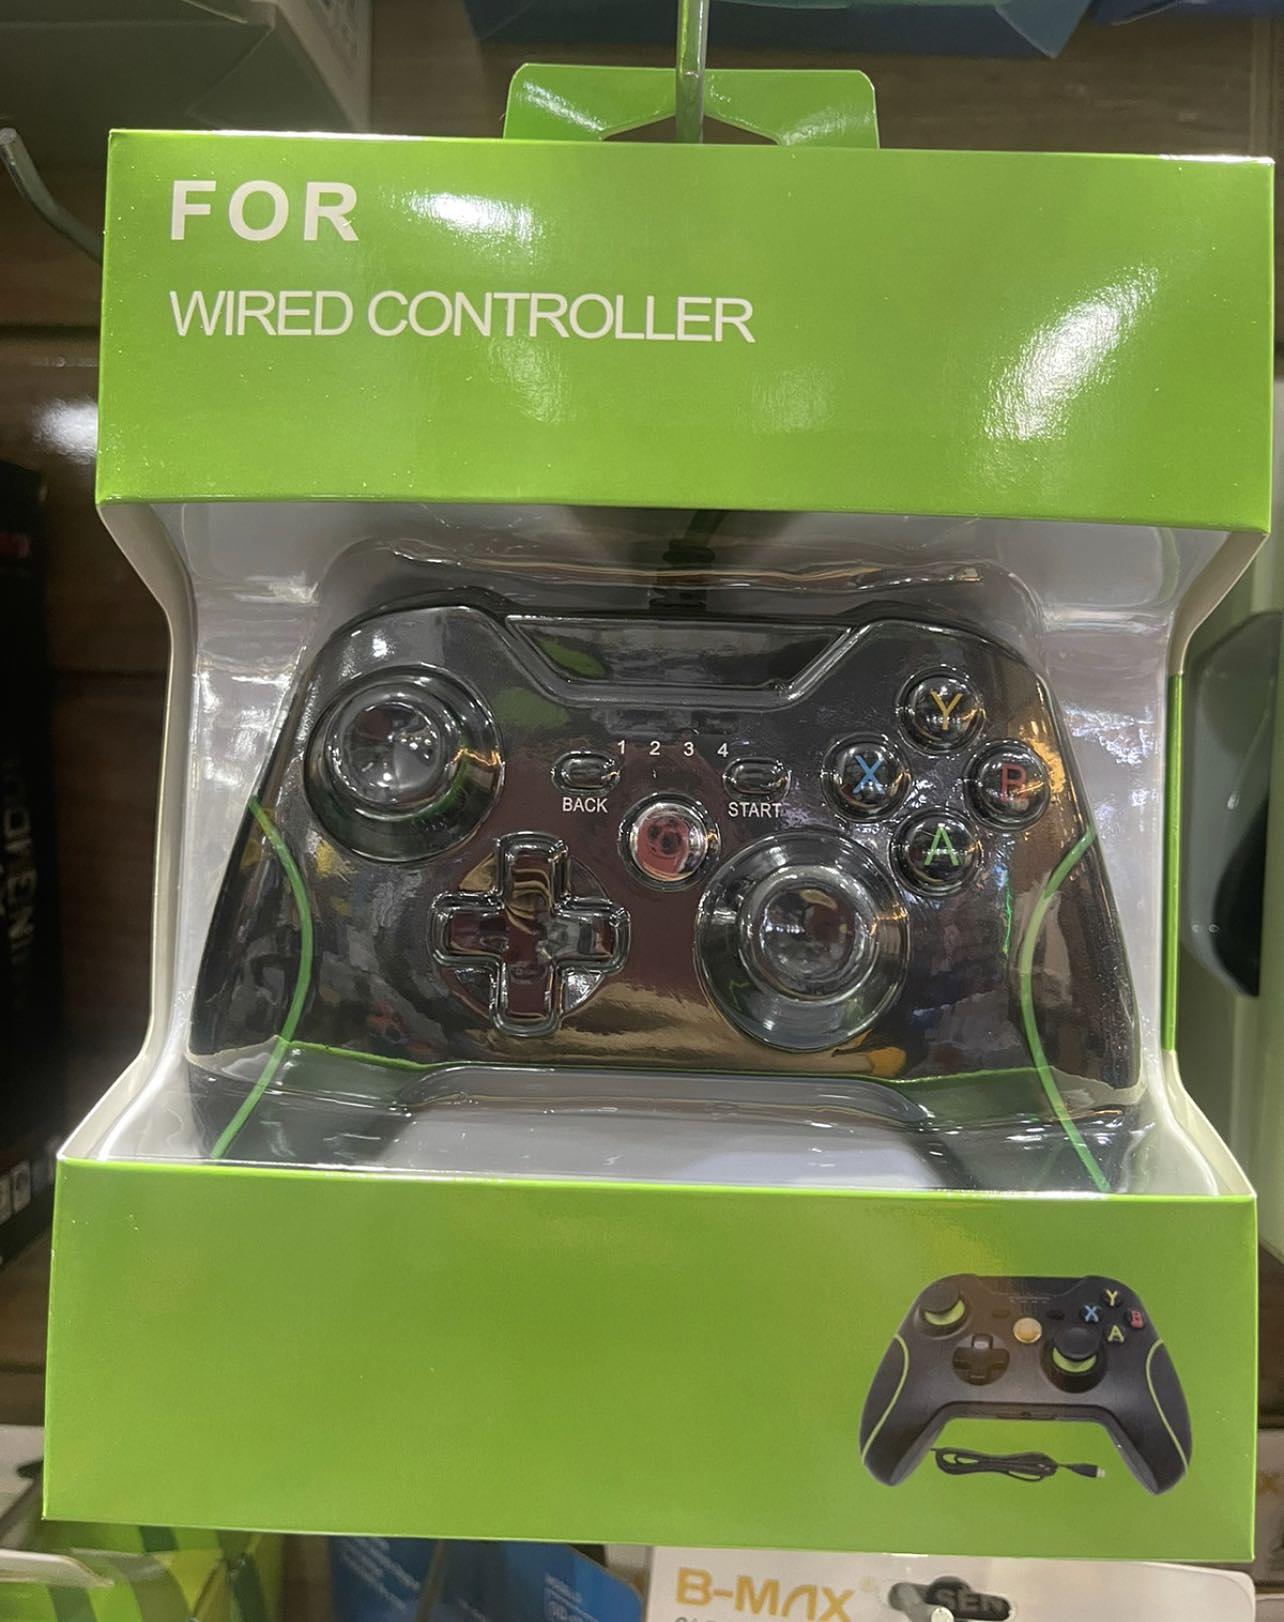 FOR
WIRED CONTROLLER
1 2 3 4
BACK
START
Y
X
B
A
Y
X
B
A
B-MAX